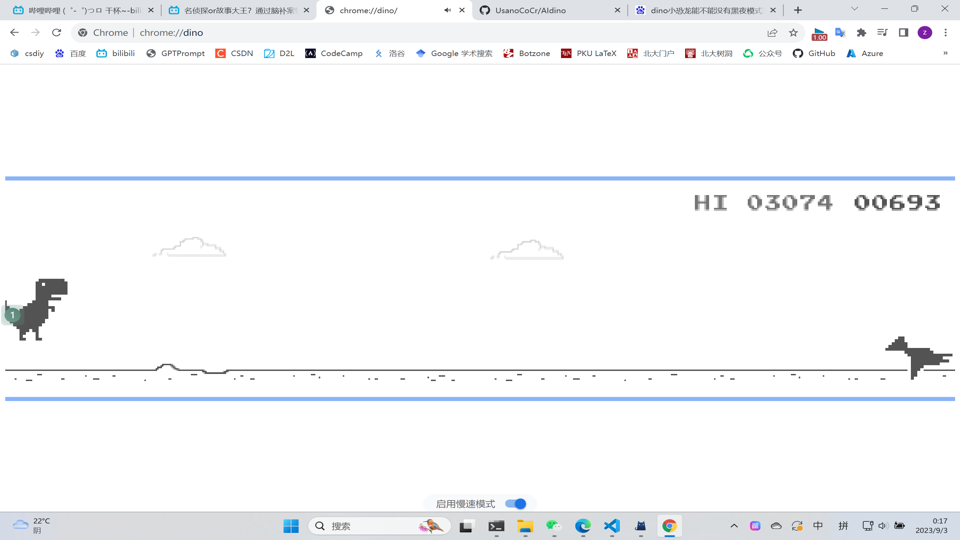 哔哩哔哩 (゜-゜)つロ 干杯~-bili
名侦探or故事大王？通过脑补案
chrome://dino/
UsanoCoCr/AIdino
dino小恐龙能不能没有黑夜模式
Chrome | chrome://dino
1.00
z
csdiy
百度
bilibili
GPTPrompt
CSDN
D2L
CodeCamp
洛谷
Google 学术搜索
Botzone
PKU LaTeX
北大门户
北大树洞
公众号
GitHub
Azure
»
HI 03074 00693
1
启用慢速模式
22°C
阴
搜索
中
拼
0:17
2023/9/3